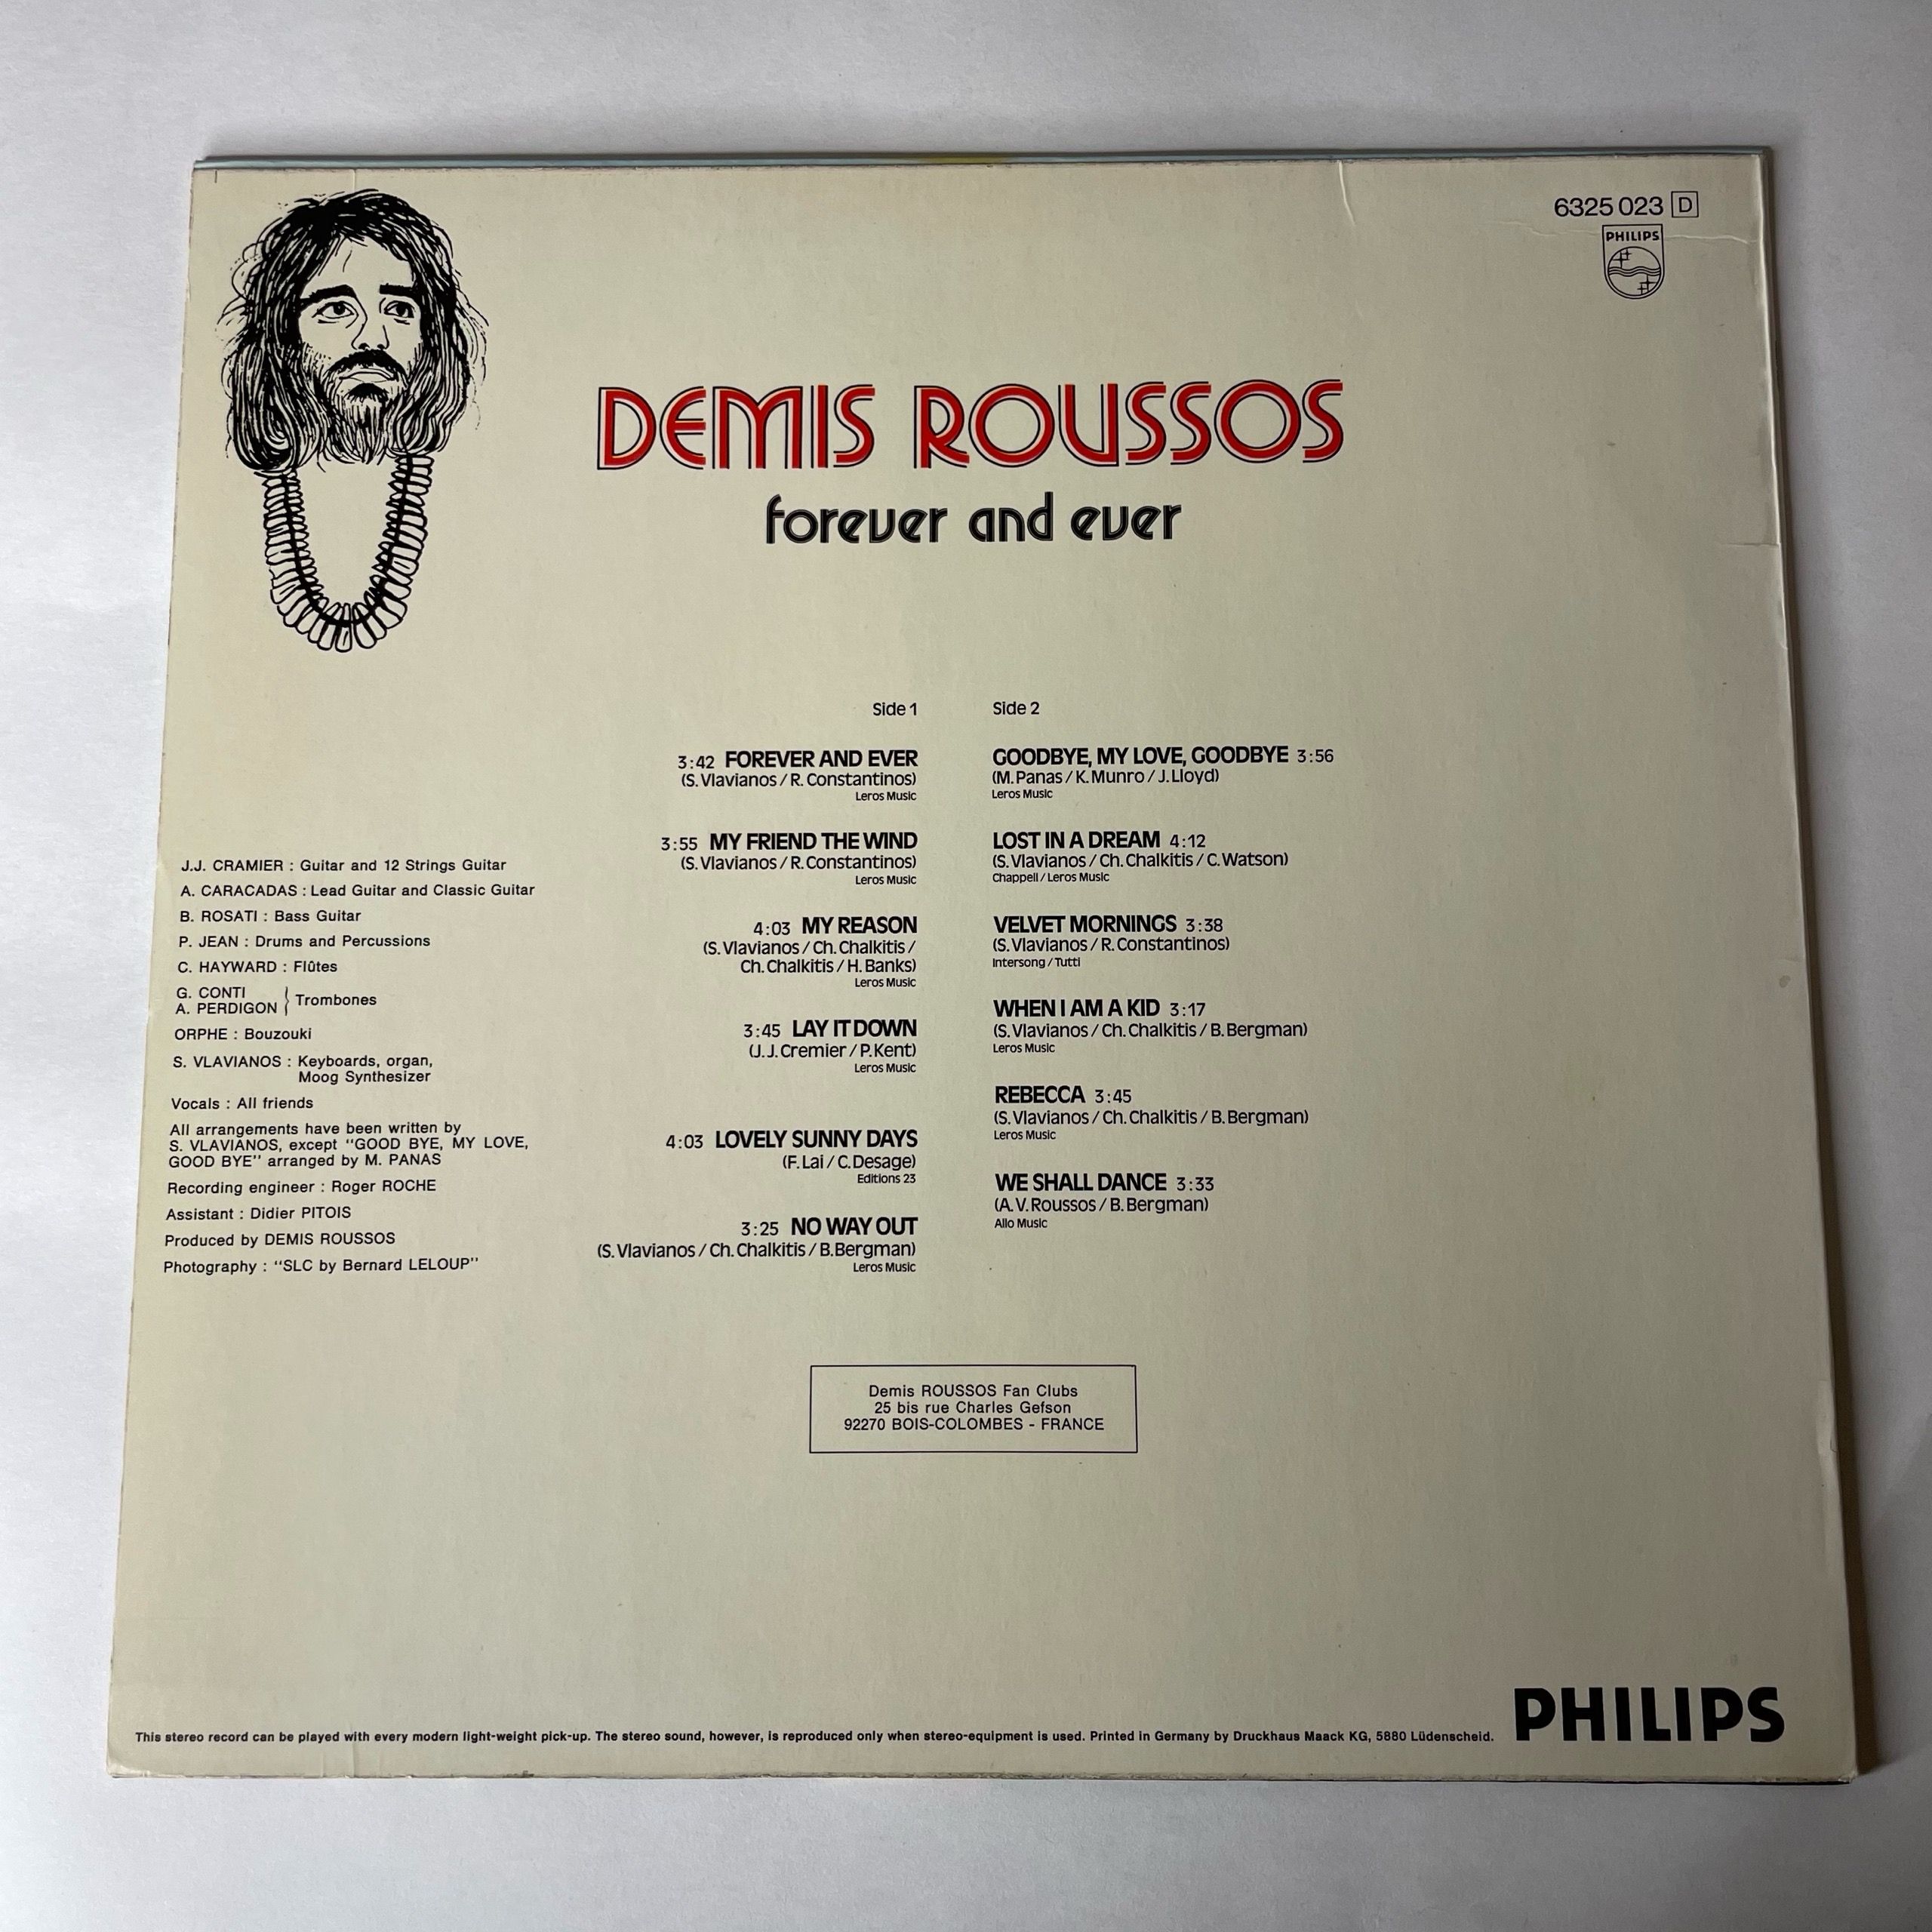 6325 023 D
PHILIPS
DEMIS ROUSSOS
forever and ever
Side 1
3:42 FOREVER AND EVER
(S. Vlavianos / R. Constantinos)
Leros Music
3:55 MY FRIEND THE WIND
(S. Vlavianos / R. Constantinos)
Leros Music
4:03 MY REASON
(S. Vlavianos / Ch. Chalkitis /
Ch. Chalkitis / H. Banks)
Leros Music
3:45 LAY IT DOWN
(J.J. Cremier / P. Kent)
Leros Music
4:03 LOVELY SUNNY DAYS
(F. Lai / C. Desage)
Editions 23
3:25 NO WAY OUT
(S. Vlavianos / Ch. Chalkitis / B. Bergman)
Leros Music
Side 2
GOODBYE, MY LOVE, GOODBYE 3:56
(M. Panas / K. Munro / J. Lloyd)
Leros Music
LOST IN A DREAM 4:12
(S. Vlavianos / Ch. Chalkitis / C. Watson)
Chappell / Leros Music
VELVET MORNINGS 3:38
(S. Vlavianos / R. Constantinos)
Intersong / Tutti
WHEN I AM A KID 3:17
(S. Vlavianos / Ch. Chalkitis / B. Bergman)
Leros Music
REBECCA 3:45
(S. Vlavianos / Ch. Chalkitis / B. Bergman)
Leros Music
WE SHALL DANCE 3:33
(A. V. Roussos / B. Bergman)
Allo Music
J.J. CRAMIER : Guitar and 12 Strings Guitar
A. CARACADAS : Lead Guitar and Classic Guitar
B. ROSATI : Bass Guitar
P. JEAN : Drums and Percussions
C. HAYWARD : Flûtes
G. CONTI
A. PERDIGON } Trombones
ORPHE : Bouzouki
S. VLAVIANOS : Keyboards, organ,
Moog Synthesizer
Vocals : All friends
All arrangements have been written by
S. VLAVIANOS, except "GOOD BYE, MY LOVE,
GOOD BYE" arranged by M. PANAS
Recording engineer : Roger ROCHE
Assistant : Didier PITOIS
Produced by DEMIS ROUSSOS
Photography : "SLC by Bernard LELOUP"
Demis ROUSSOS Fan Clubs
25 bis rue Charles Gefson
92270 BOIS-COLOMBES - FRANCE
This stereo record can be played with every modern light-weight pick-up. The stereo sound, however, is reproduced only when stereo-equipment is used. Printed in Germany by Druckhaus Maack KG, 5880 Lüdenscheid.
PHILIPS